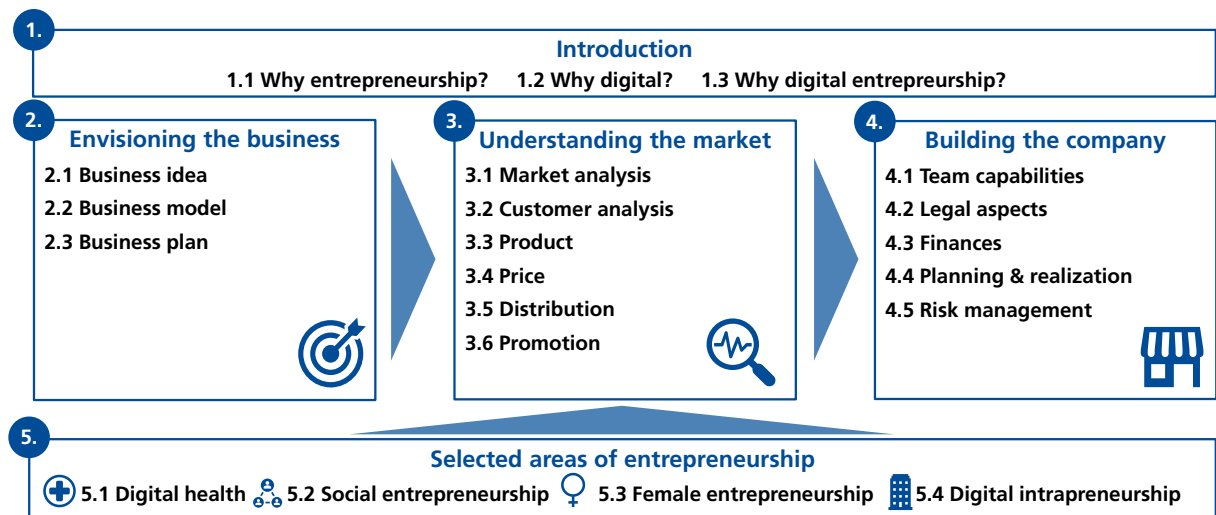 1.
Introduction
1.1 Why entrepreneurship? 1.2 Why digital? 1.3 Why digital entrepreurship?
2.
Envisioning the business
2.1 Business idea
2.2 Business model
2.3 Business plan
3.
Understanding the market
3.1 Market analysis
3.2 Customer analysis
3.3 Product
3.4 Price
3.5 Distribution
3.6 Promotion
4.
Building the company
4.1 Team capabilities
4.2 Legal aspects
4.3 Finances
4.4 Planning & realization
4.5 Risk management
5.
Selected areas of entrepreneurship
5.1 Digital health 5.2 Social entrepreneurship 5.3 Female entrepreneurship 5.4 Digital intrapreneurship